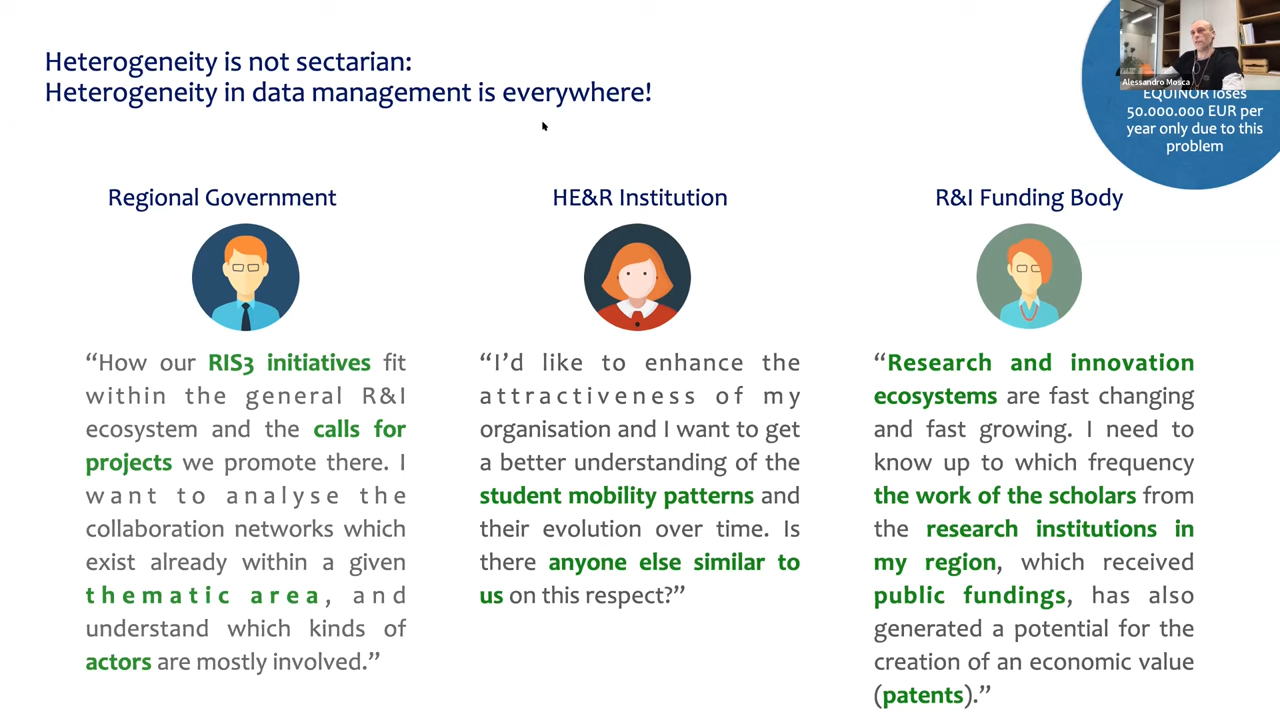 Heterogeneity is not sectarian:
Heterogeneity in data management is everywhere!
Alessandro Mosca
EQUINOR loses
50.000.000 EUR per
year only due to this
problem
Regional Government
“How our RIS3 initiatives fit
within the general R&I
ecosystem and the calls for
projects we promote there. I
want to analyse the
collaboration networks which
exist already within a given
thematic area, and
understand which kinds of
actors are mostly involved.”
HE&R Institution
“I’d like to enhance the
attractiveness of my
organisation and I want to get
a better understanding of the
student mobility patterns and
their evolution over time. Is
there anyone else similar to
us on this respect?”
R&I Funding Body
“Research and innovation
ecosystems are fast changing
and fast growing. I need to
know up to which frequency
the work of the scholars from
the research institutions in
my region, which received
public fundings, has also
generated a potential for the
creation of an economic value
(patents).”